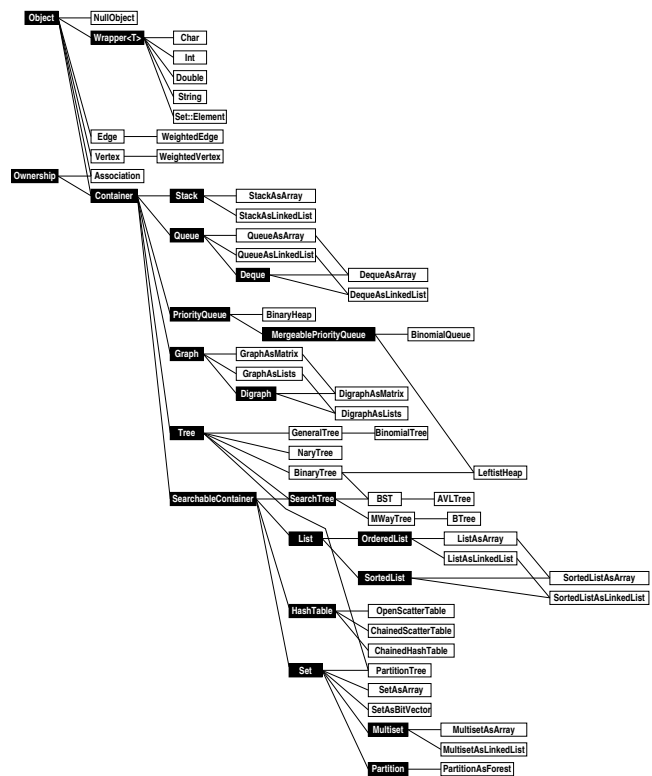 Object
NullObject
Wrapper<T>
Char
Int
Double
String
Set::Element
Edge
WeightedEdge
Vertex
WeightedVertex
Ownership
Association
Container
Stack
StackAsArray
StackAsLinkedList
Queue
QueueAsArray
QueueAsLinkedList
Deque
DequeAsArray
DequeAsLinkedList
PriorityQueue
BinaryHeap
MergeablePriorityQueue
BinomialQueue
Graph
GraphAsMatrix
GraphAsLists
Digraph
DigraphAsMatrix
DigraphAsLists
Tree
GeneralTree
BinomialTree
NaryTree
BinaryTree
LeftistHeap
SearchableContainer
SearchTree
BST
AVLTree
MWayTree
BTree
List
OrderedList
ListAsArray
ListAsLinkedList
SortedList
SortedListAsArray
SortedListAsLinkedList
HashTable
OpenScatterTable
ChainedScatterTable
ChainedHashTable
Set
PartitionTree
SetAsArray
SetAsBitVector
Multiset
MultisetAsArray
MultisetAsLinkedList
Partition
PartitionAsForest